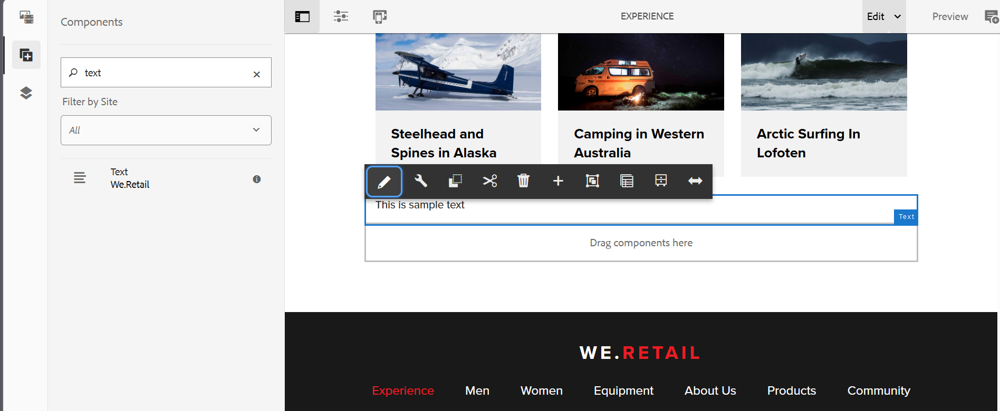 Components
text
Filter by Site
All
Text
We.Retail
EXPERIENCE
Edit
Preview
Steelhead and
Spines in Alaska
Camping in Western
Australia
Arctic Surfing In
Lofoten
This is sample text
Text
Drag components here
WE.RETAIL
Experience Men Women Equipment About Us Products Community